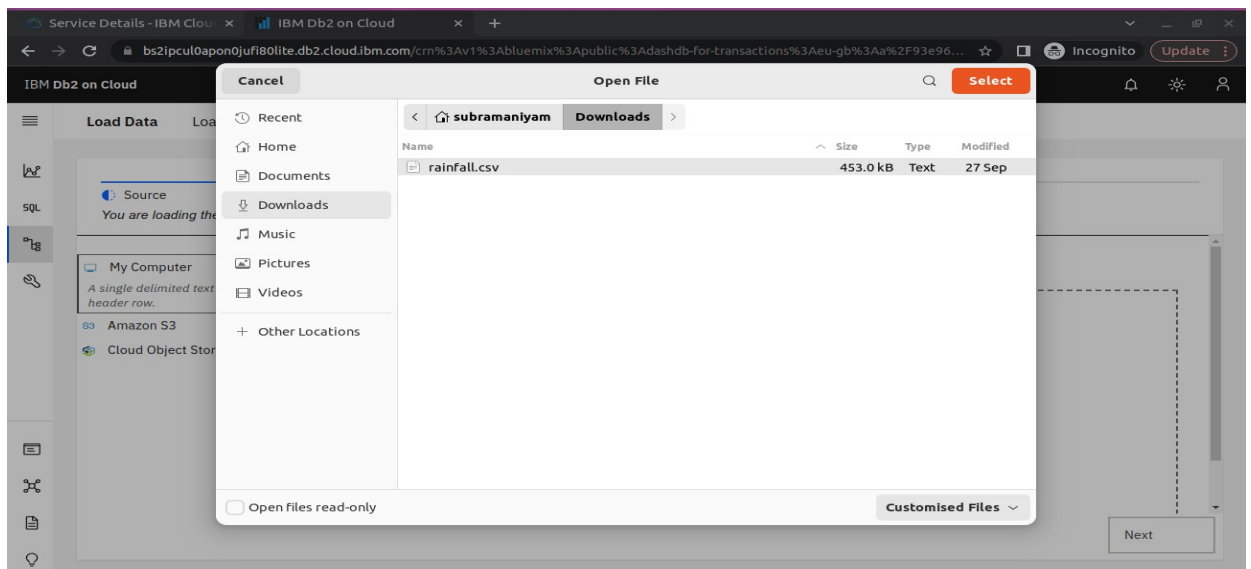 Service Details - IBM Clou
IBM Db2 on Cloud
bs2ipcul0apon0jufi80lite.db2.cloud.ibm.com/crn%3Av1%3Abluemix%3Apublic%3Adashdb-for-transactions%3Aeu-gb%3Aa%2F93e96...
Incognito
Update
IBM Db2 on Cloud
Cancel
Open File
Select
Load Data Loa
Recent
Home
Documents
Downloads
Music
Pictures
Videos
+ Other Locations
subramaniyam Downloads
Name Size Type Modified
rainfall.csv 453.0 kB Text 27 Sep
SQL
Source
You are loading the
My Computer
A single delimited text
header row.
S3 Amazon S3
Cloud Object Stor
Open files read-only
Customised Files
Next